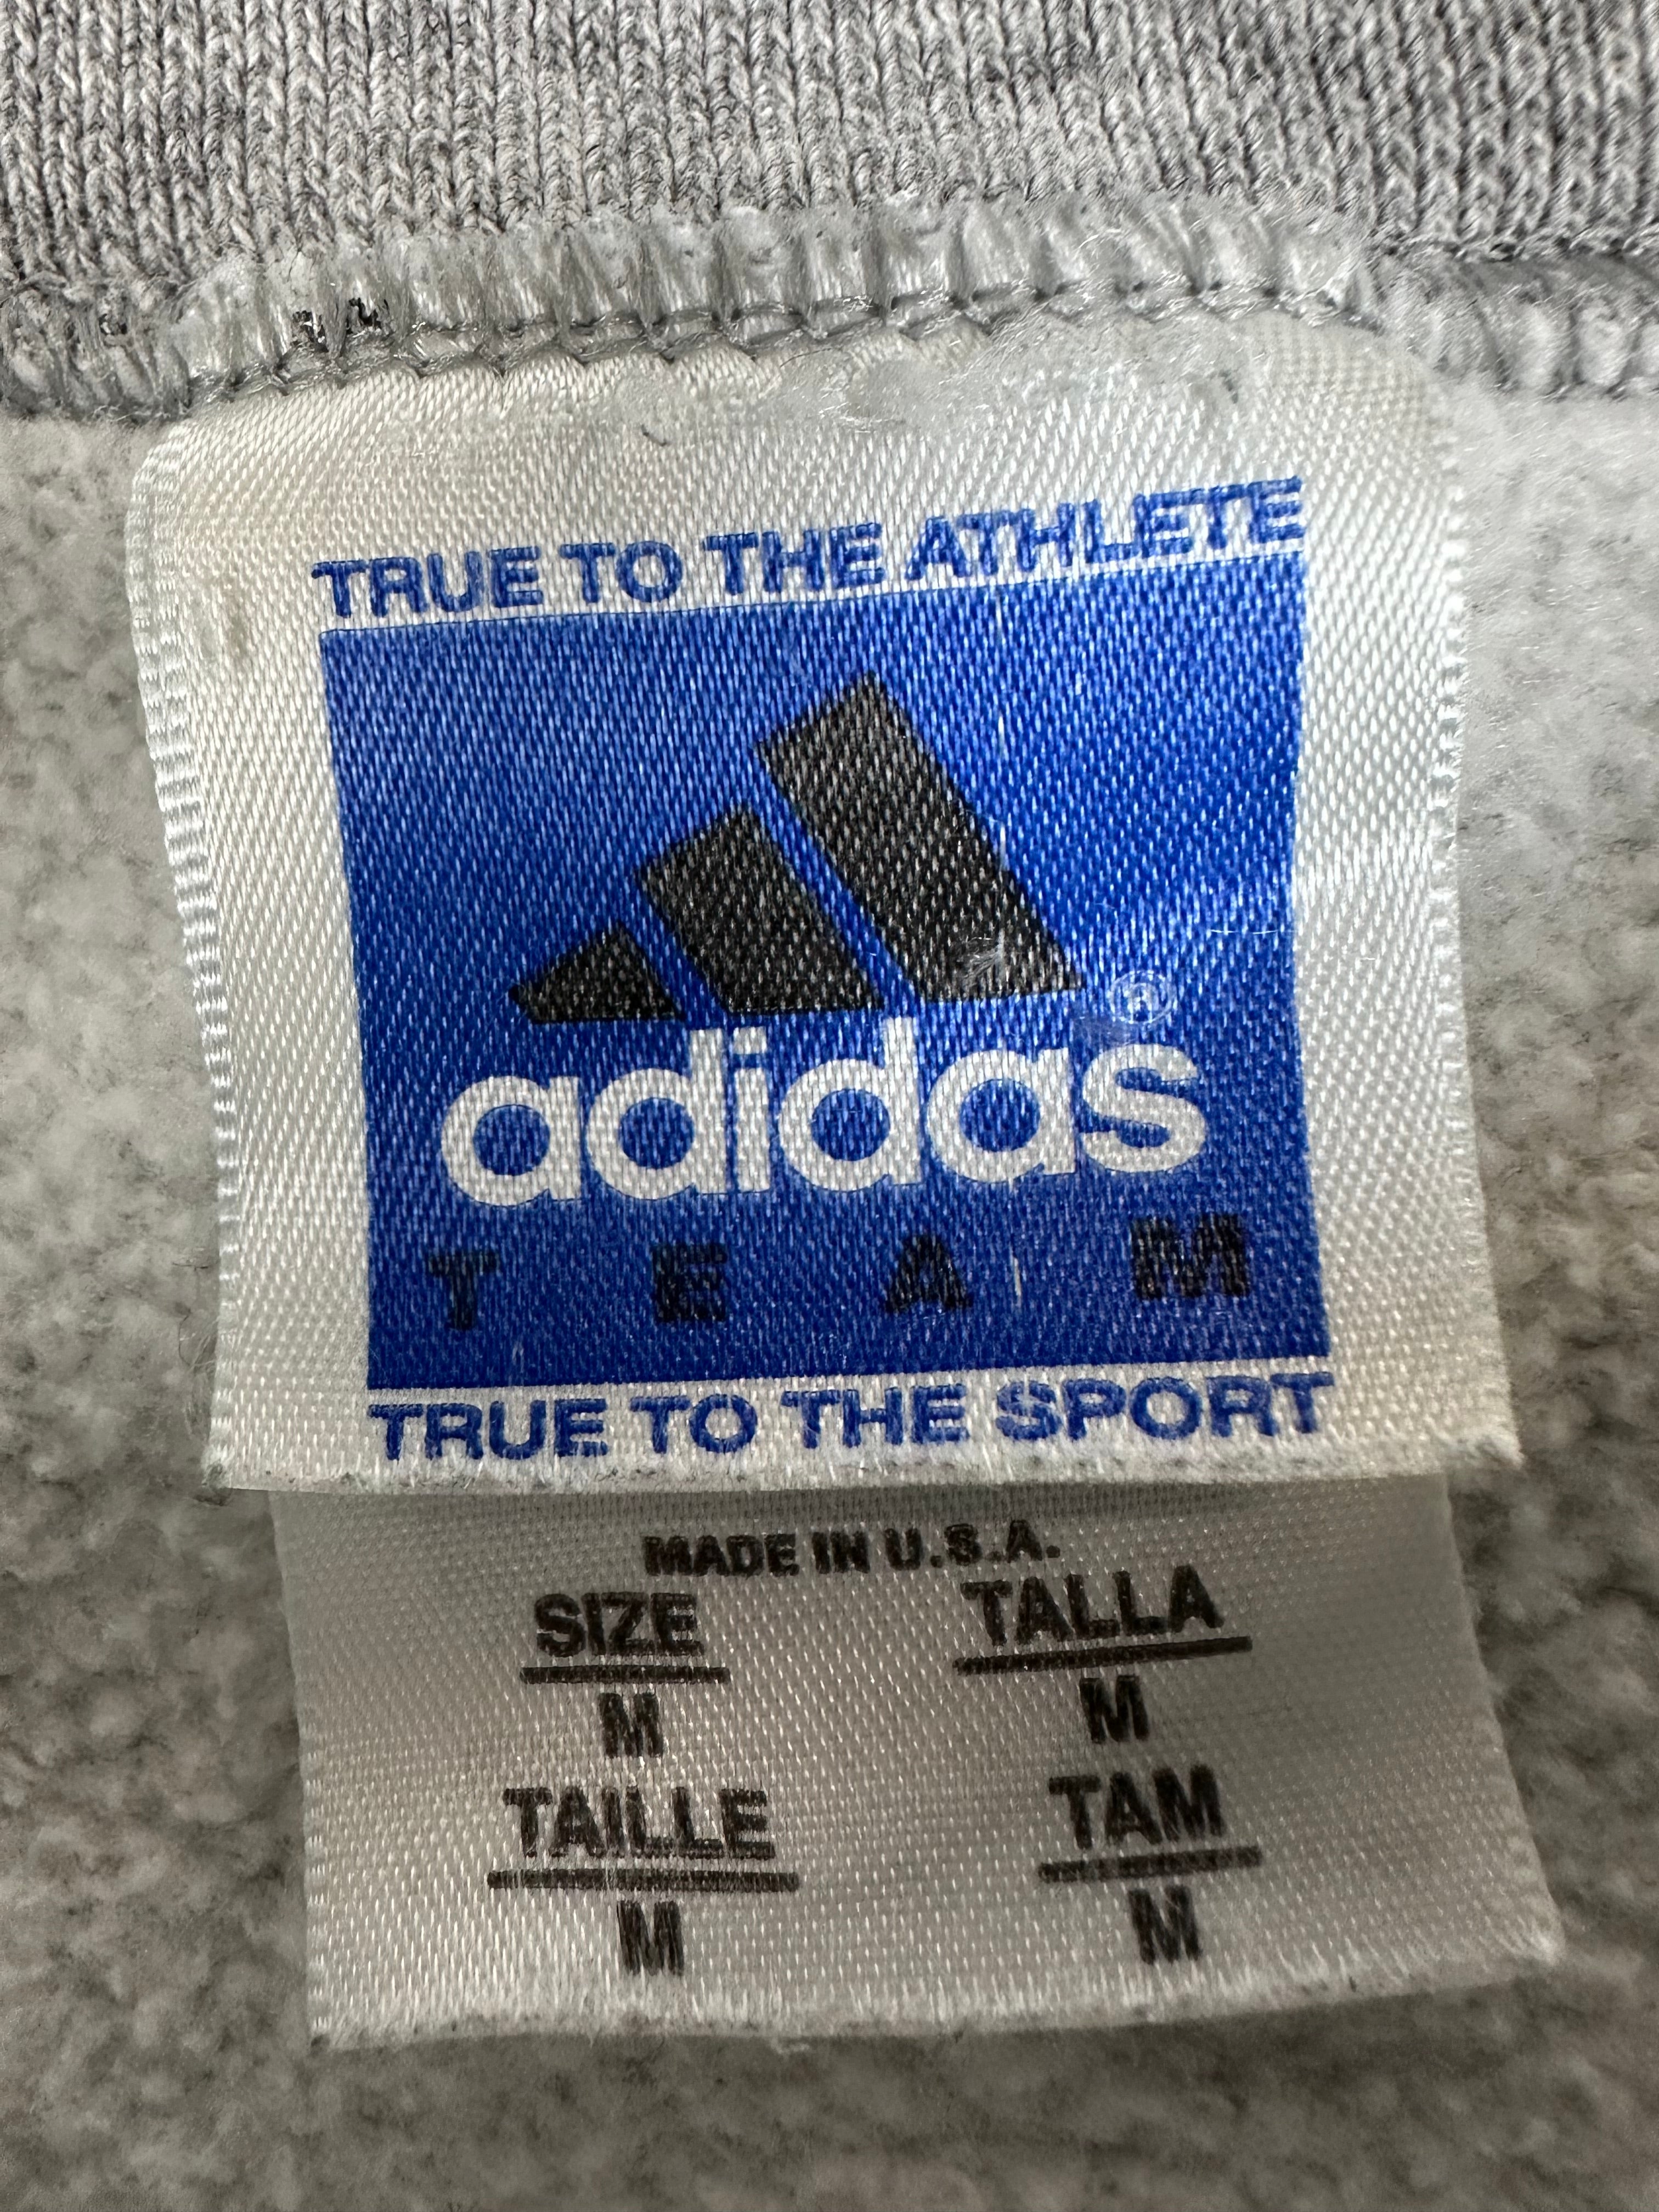 TRUE TO THE ATHLETE
®
adidas
TEAM
TRUE TO THE SPORT
MADE IN U.S.A.
SIZE TALLA
M M
TAILLE TAM
M M